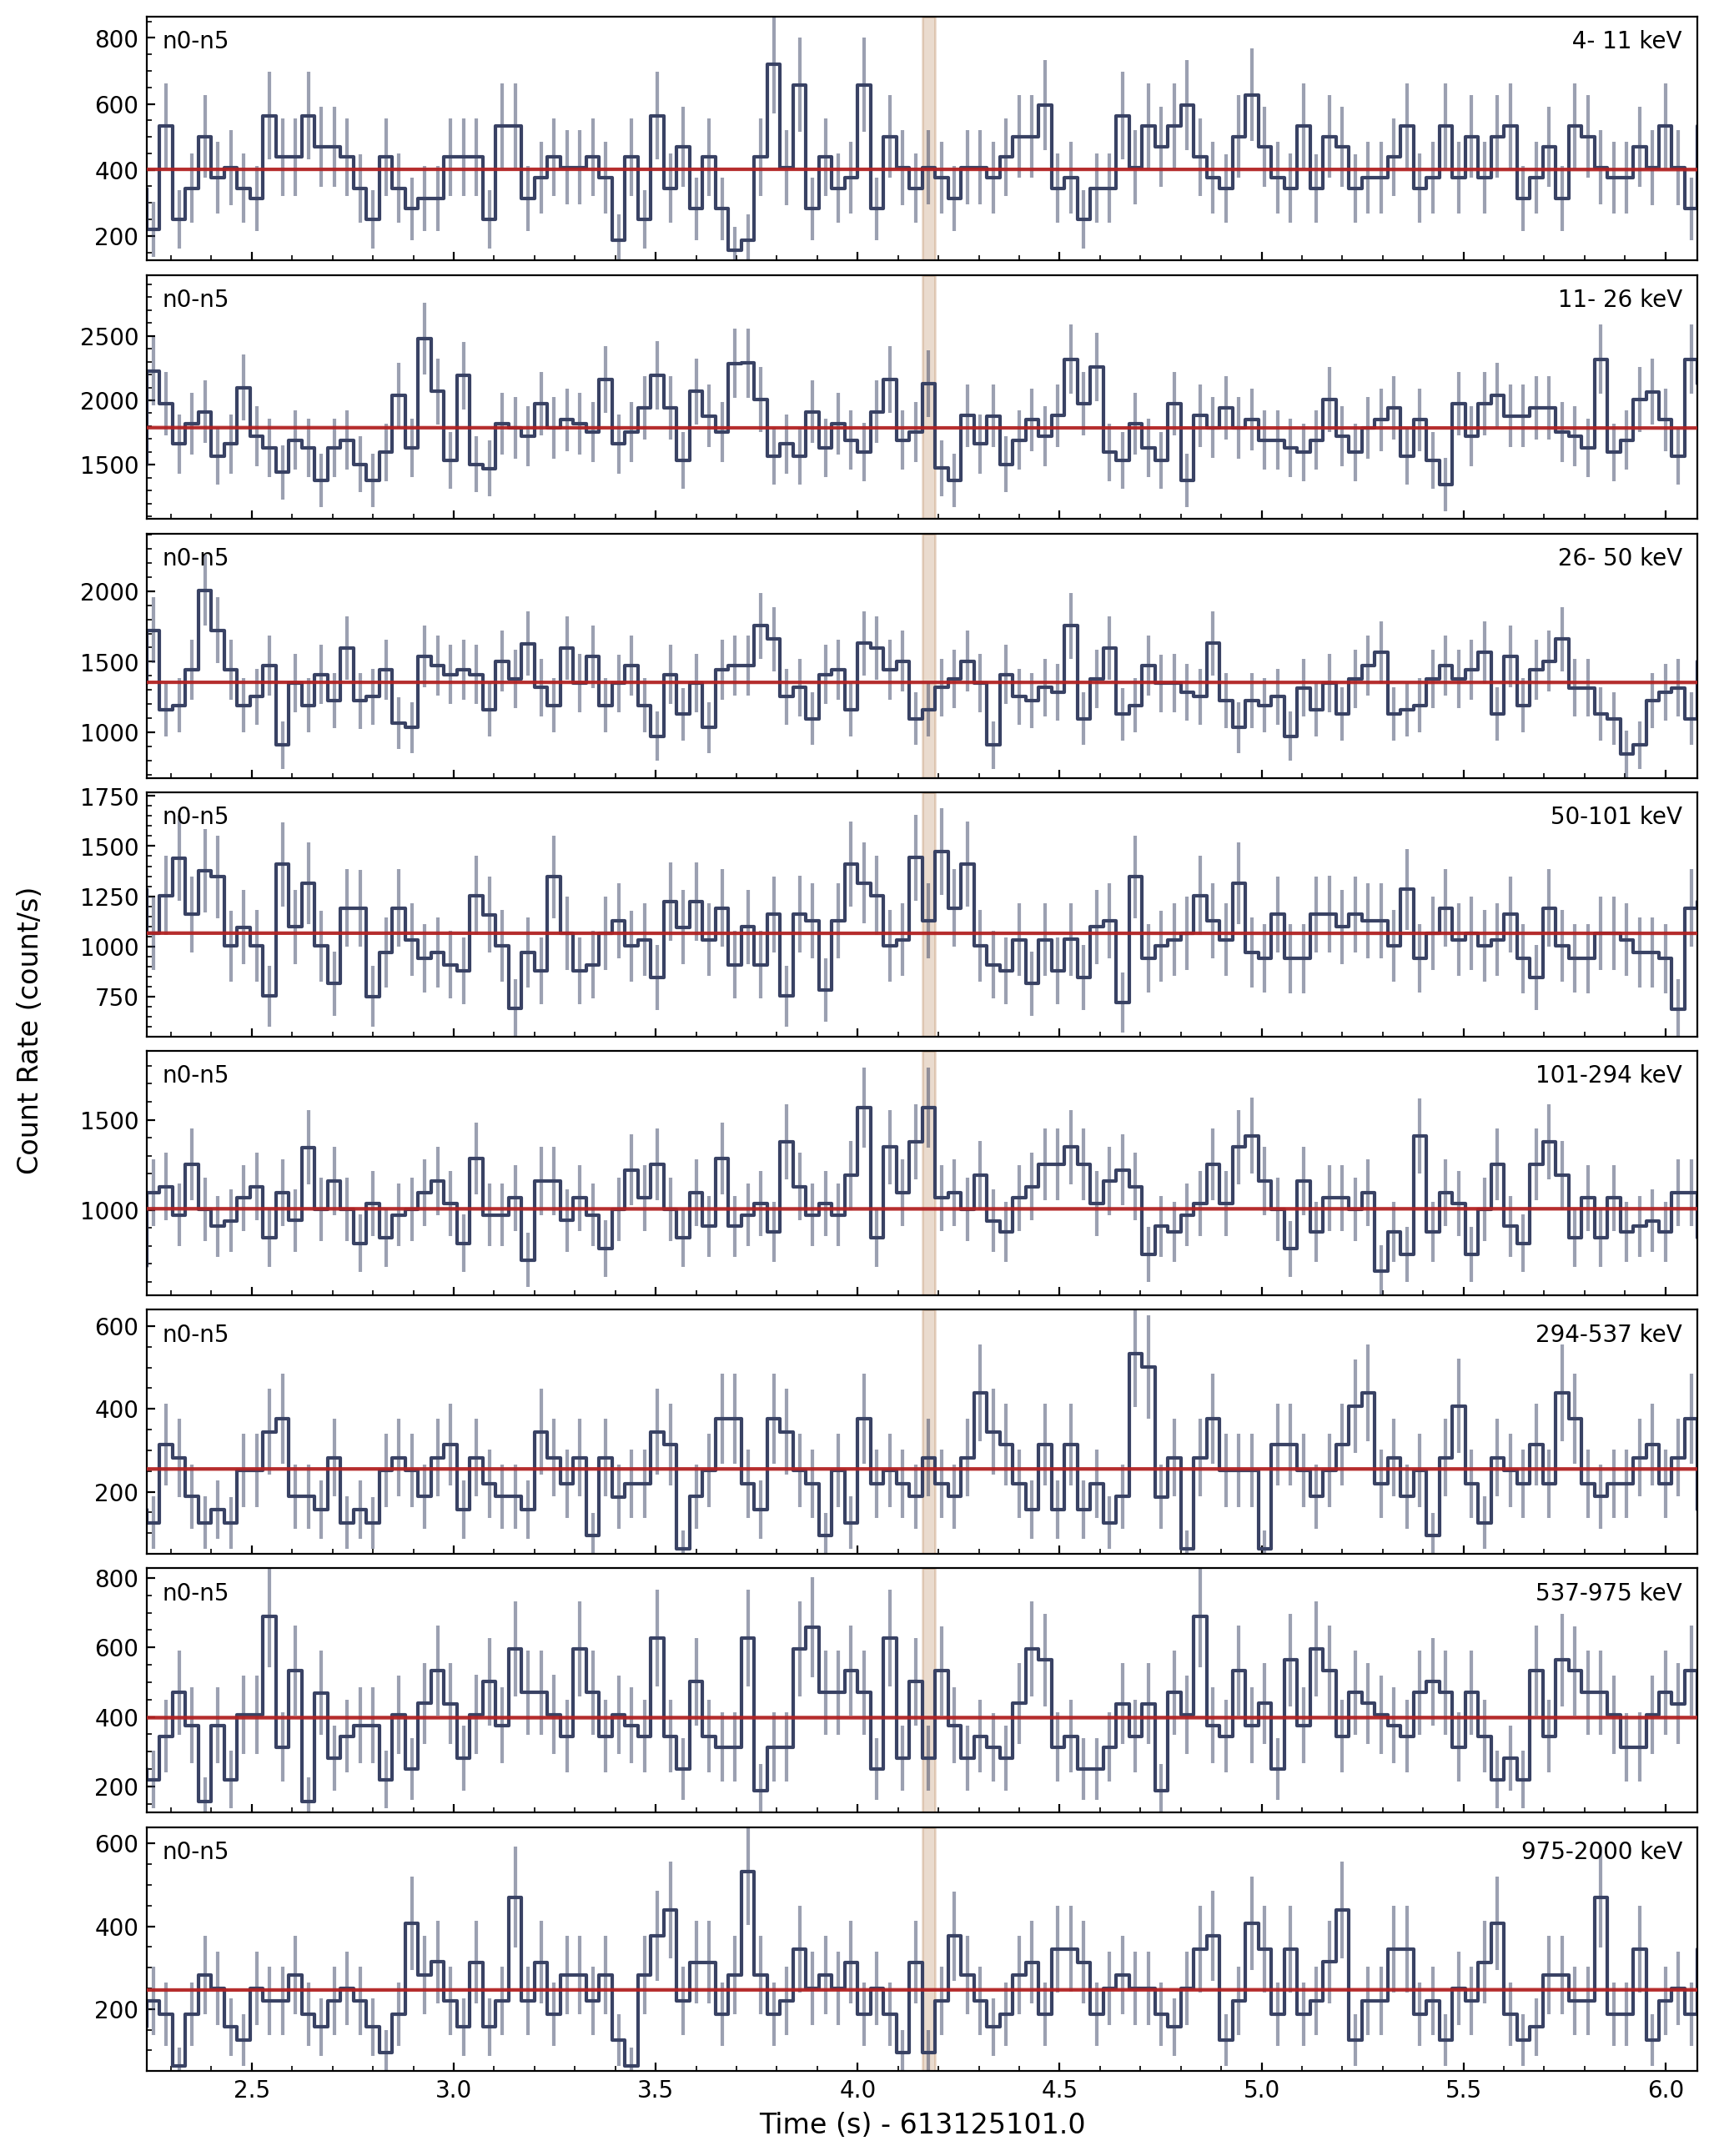 n0-n5 4- 11 keV
800
600
400
200
n0-n5 11- 26 keV
2500
2000
1500
n0-n5 26- 50 keV
2000
1500
1000
n0-n5 50-101 keV
1750
1500
1250
1000
750
n0-n5 101-294 keV
1500
1000
n0-n5 294-537 keV
600
400
200
n0-n5 537-975 keV
800
600
400
200
n0-n5 975-2000 keV
600
400
200
2.5 3.0 3.5 4.0 4.5 5.0 5.5 6.0
Time (s) - 613125101.0
Count Rate (count/s)